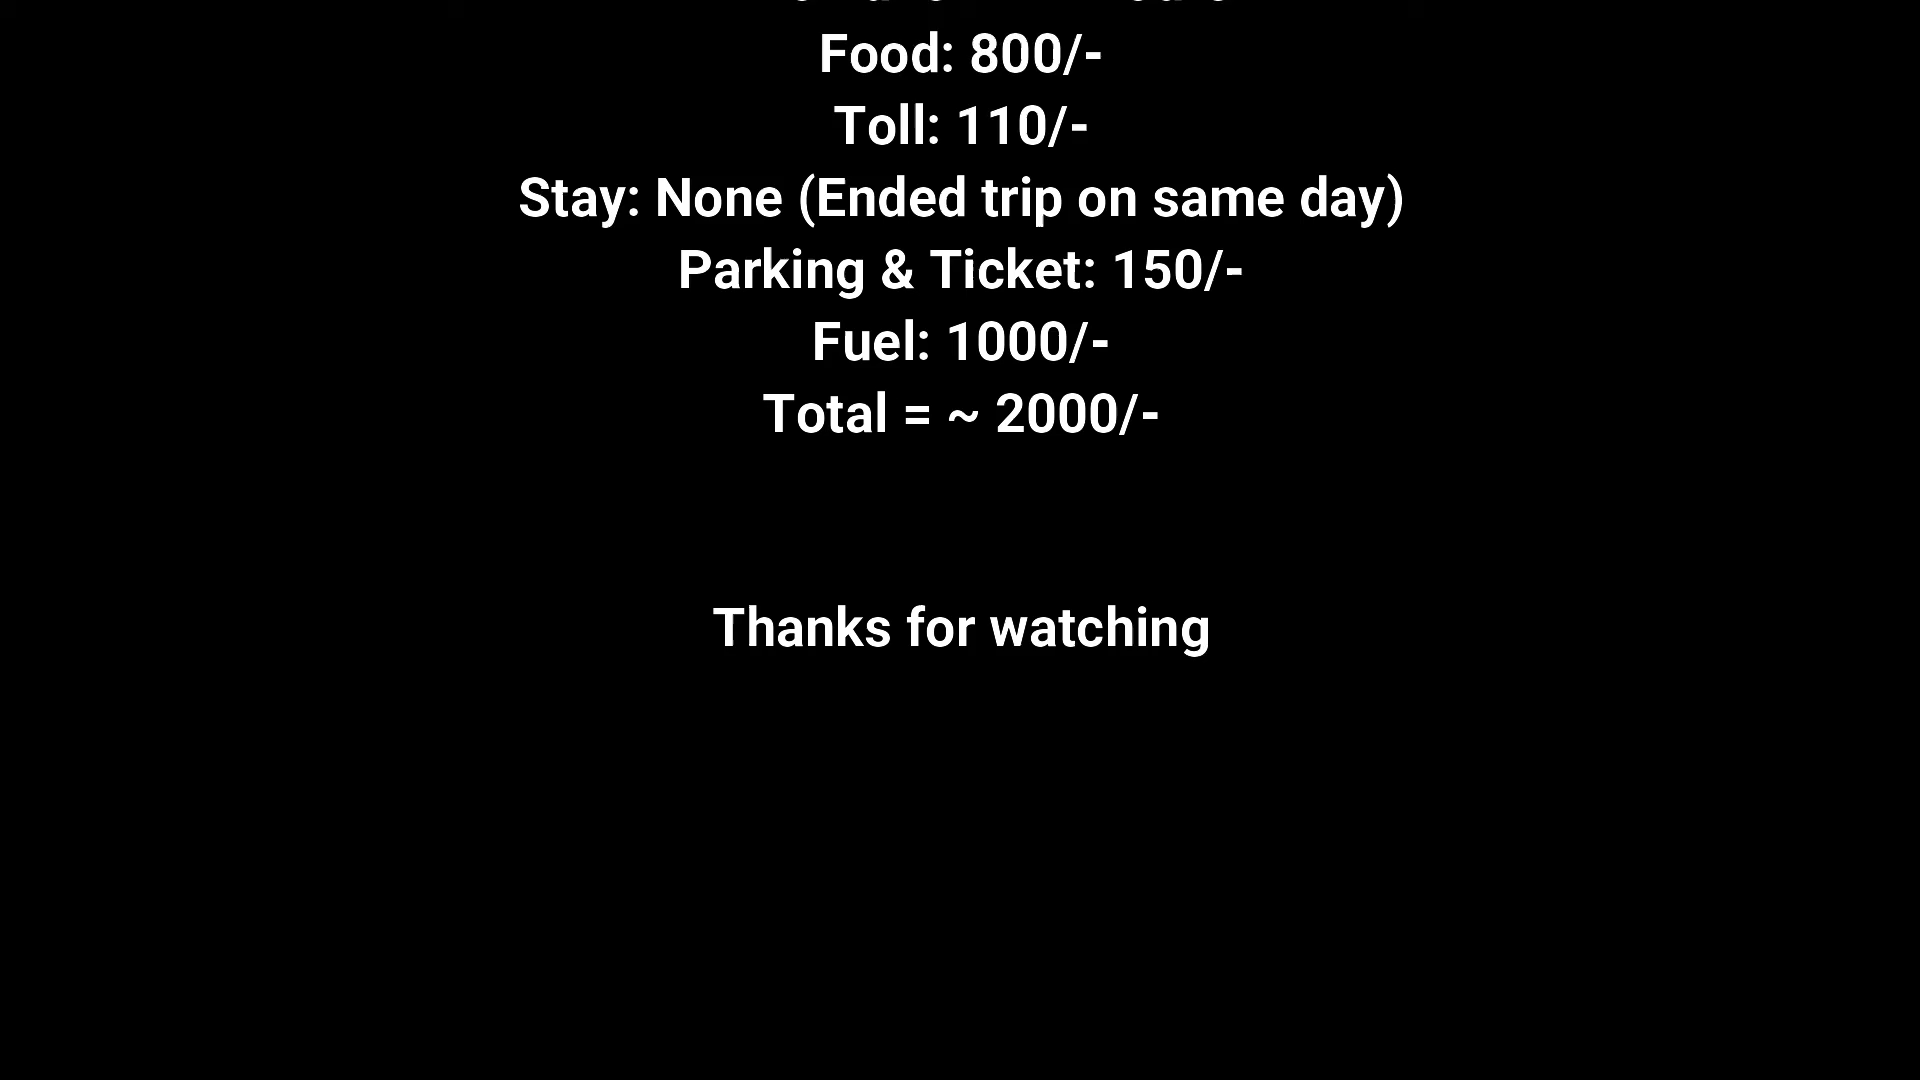 Food: 800/-
Toll: 110/-
Stay: None (Ended trip on same day)
Parking & Ticket: 150/-
Fuel: 1000/-
Total = ~ 2000/-
Thanks for watching